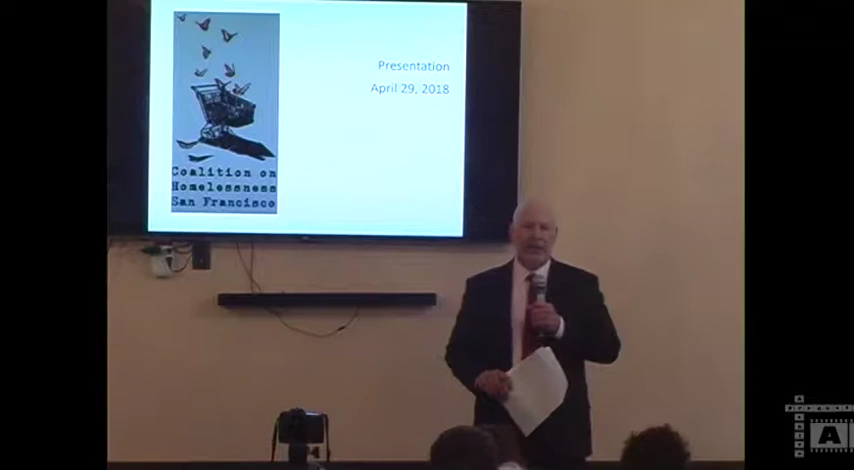 Presentation
April 29, 2018
Coalition on
Homelessness
San Francisco
A